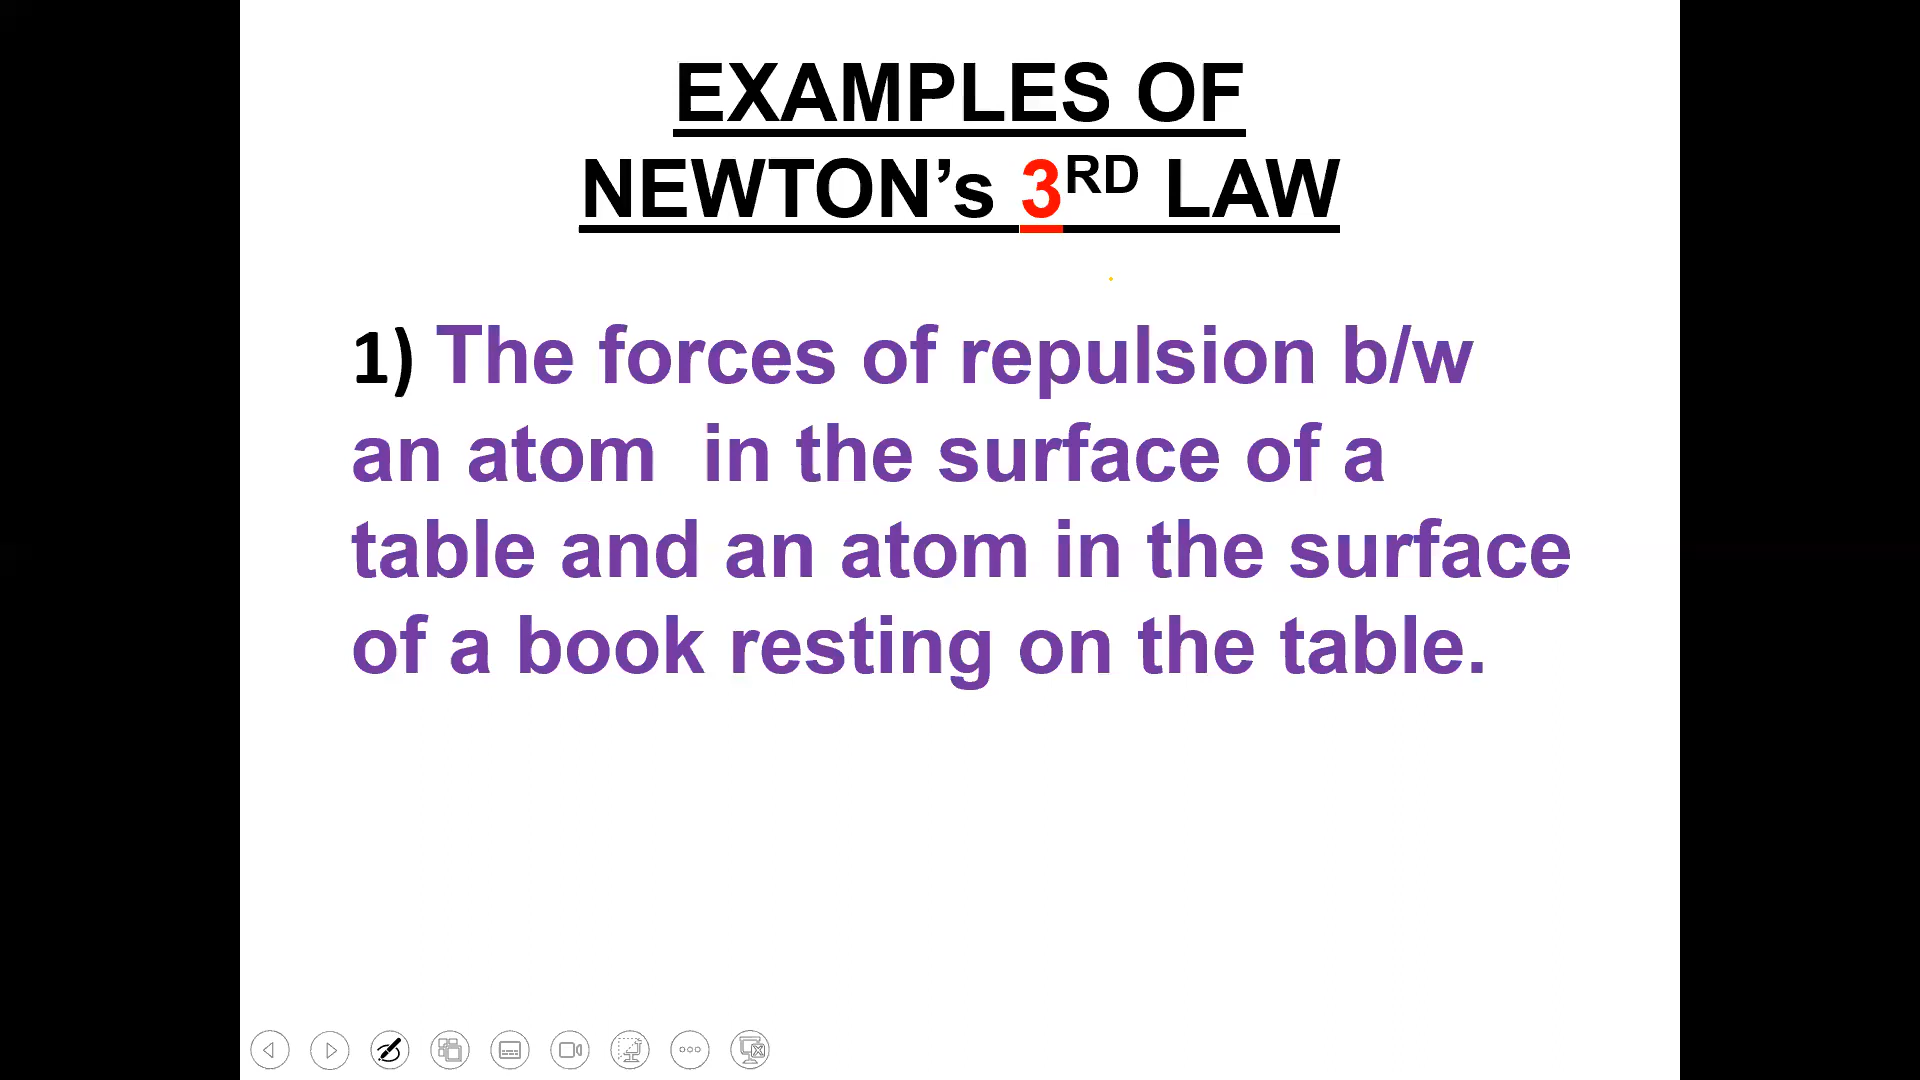 EXAMPLES OF
NEWTON’s 3RD LAW
1) The forces of repulsion b/w
an atom  in the surface of a
table and an atom in the surface
of a book resting on the table.